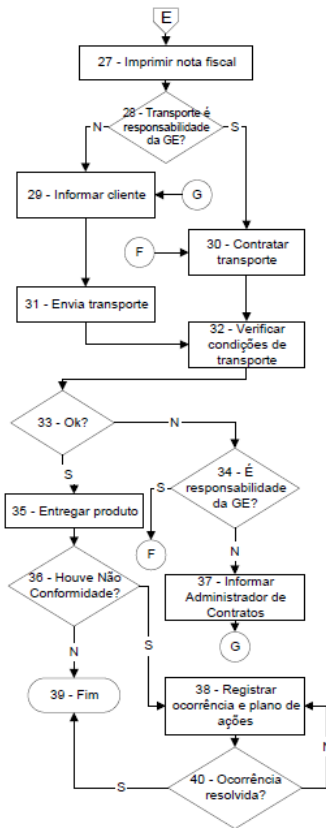 E
27 - Imprimir nota fiscal
28 - Transporte é
responsabilidade
da GE?
N
S
29 - Informar cliente
G
F
30 - Contratar
transporte
31 - Envia transporte
32 - Verificar
condições de
transporte
33 - Ok?
N
S
34 - É
responsabilidade
da GE?
S
35 - Entregar produto
F
N
36 - Houve Não
Conformidade?
37 - Informar
Administrador de
Contratos
G
N
S
39 - Fim
38 - Registrar
ocorrência e plano de
ações
N
40 - Ocorrência
resolvida?
S